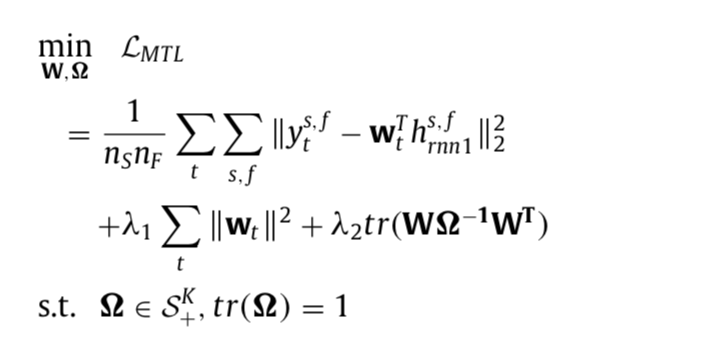 min W,Ω ℒ_MTL
= 1/(n_S n_F) ∑_t ∑_{s,f} ‖y_t^{s,f} − 𝐰_t^T h_{rnn1}^{s,f}‖_2^2
+λ_1 ∑_t ‖𝐰_t‖^2 + λ_2 tr(𝐖𝛀^{−1}𝐖^𝐓)
s.t. 𝛀 ∈ 𝒮_+^K, tr(𝛀) = 1